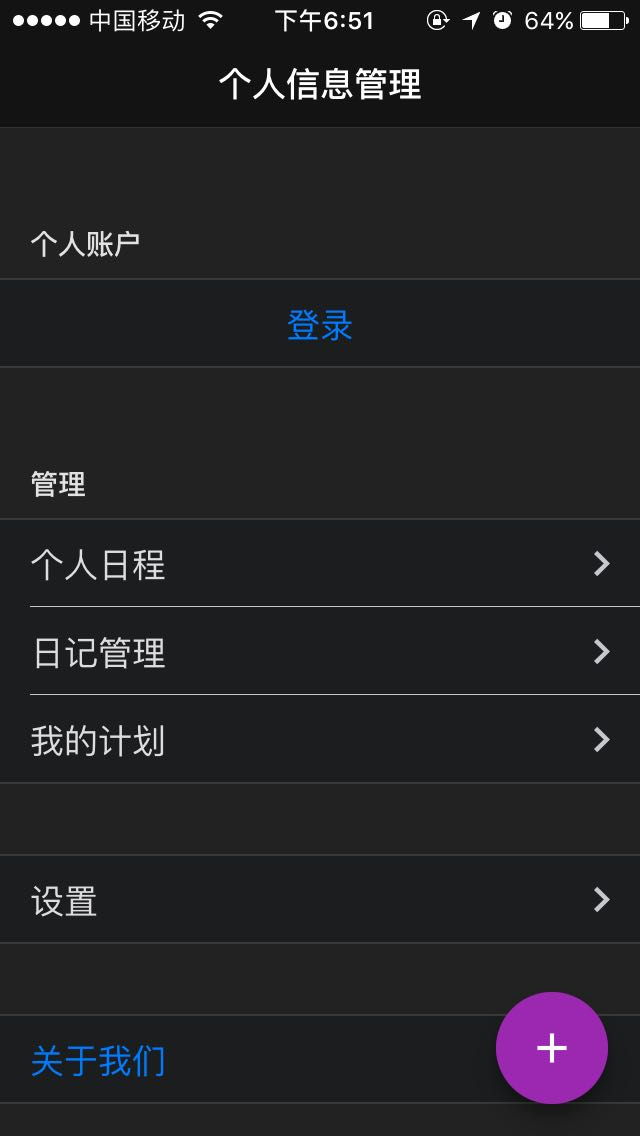 中国移动 下午6:51 64%
个人信息管理
个人账户
登录
管理
个人日程
日记管理
我的计划
设置
关于我们
+